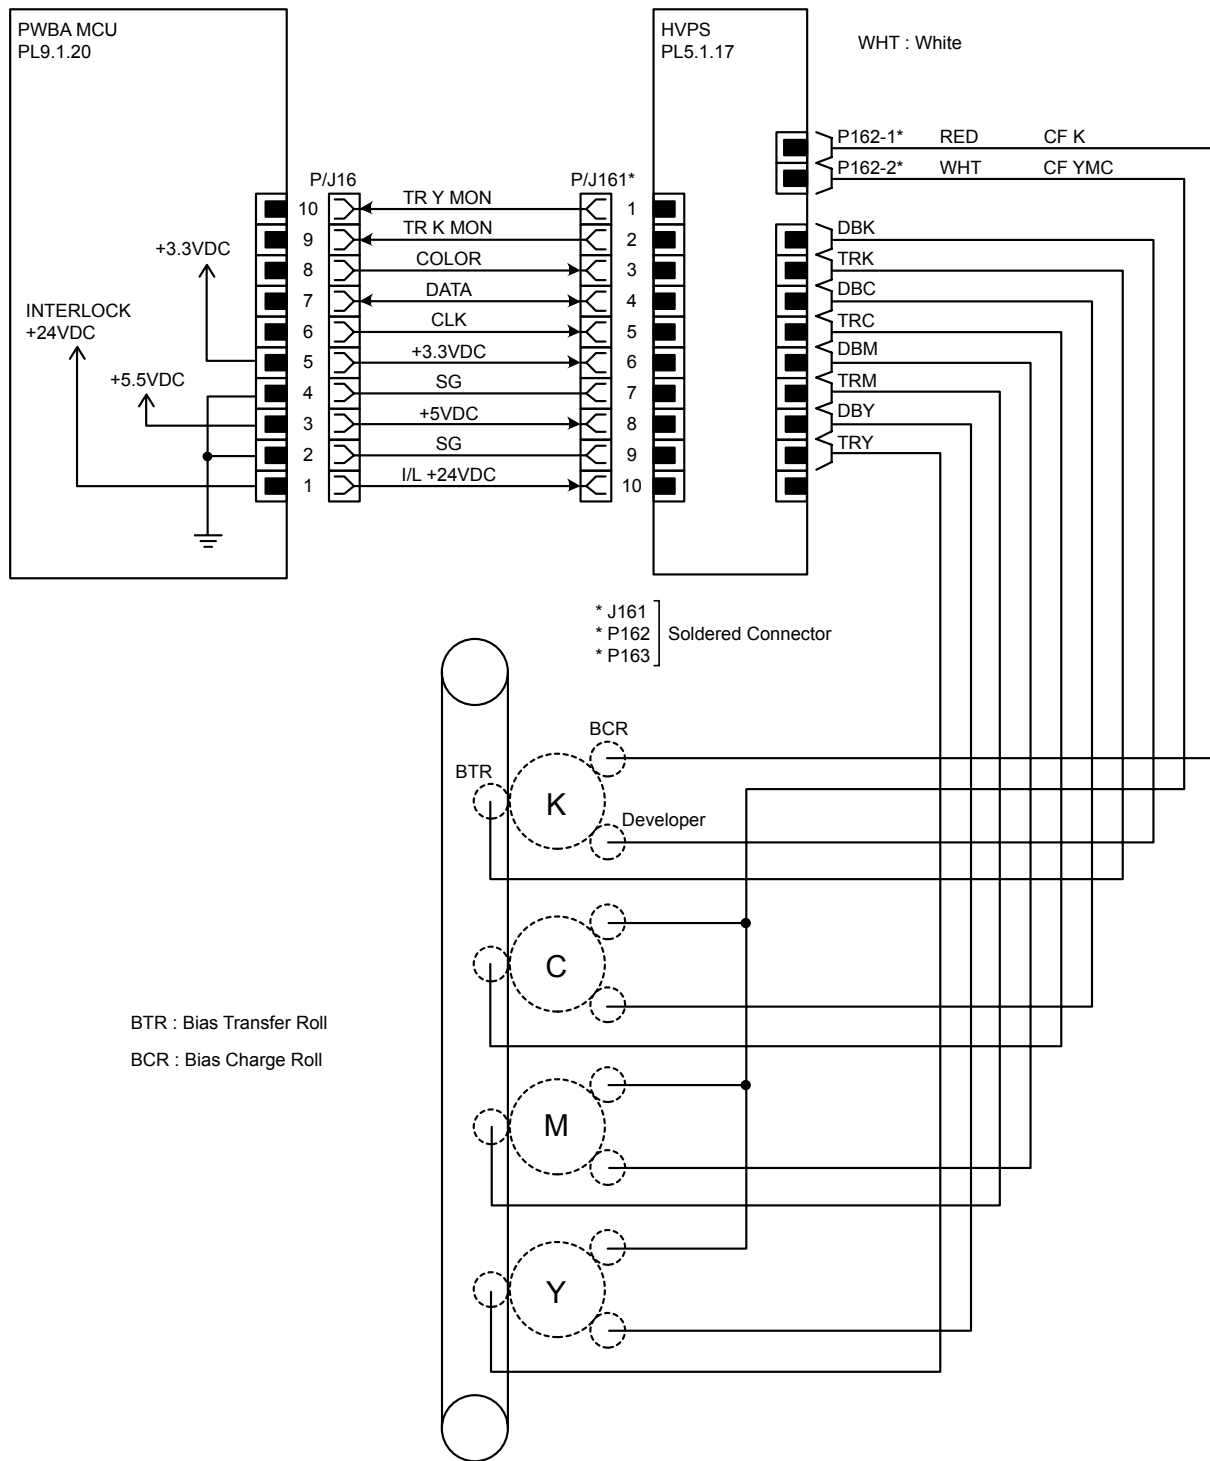 PWBA MCU
PL9.1.20
HVPS
PL5.1.17
WHT : White
P162-1* RED CF K
P162-2* WHT CF YMC
P/J16 P/J161*
10 TR Y MON 1
9 TR K MON 2
8 COLOR 3
7 DATA 4
6 CLK 5
5 +3.3VDC 6
4 SG 7
3 +5VDC 8
2 SG 9
1 I/L +24VDC 10
+3.3VDC
INTERLOCK
+24VDC
+5.5VDC
DBK
TRK
DBC
TRC
DBM
TRM
DBY
TRY
* J161
* P162 Soldered Connector
* P163
BCR
BTR
K
Developer
C
BTR : Bias Transfer Roll
BCR : Bias Charge Roll
M
Y